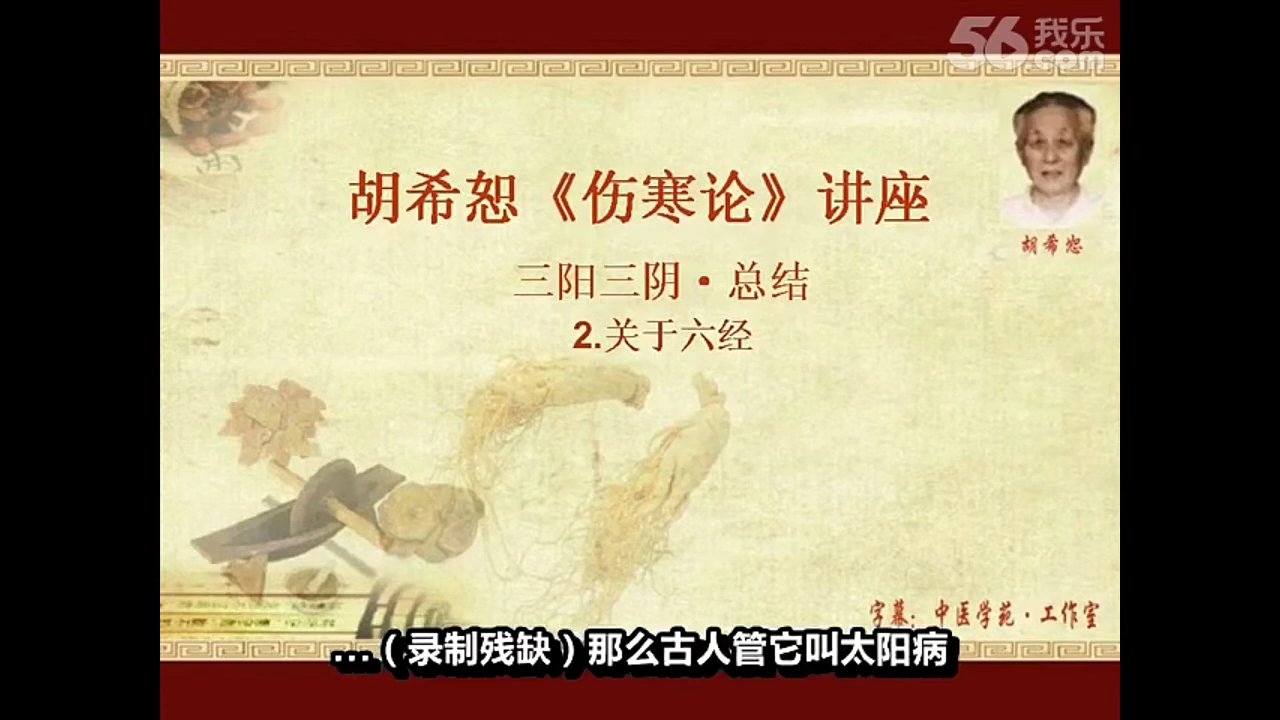 56 我乐
.com
胡希恕《伤寒论》讲座
胡希恕
三阳三阴·总结
2.关于六经
字幕：中医学苑·工作室
...（录制残缺）那么古人管它叫太阳病